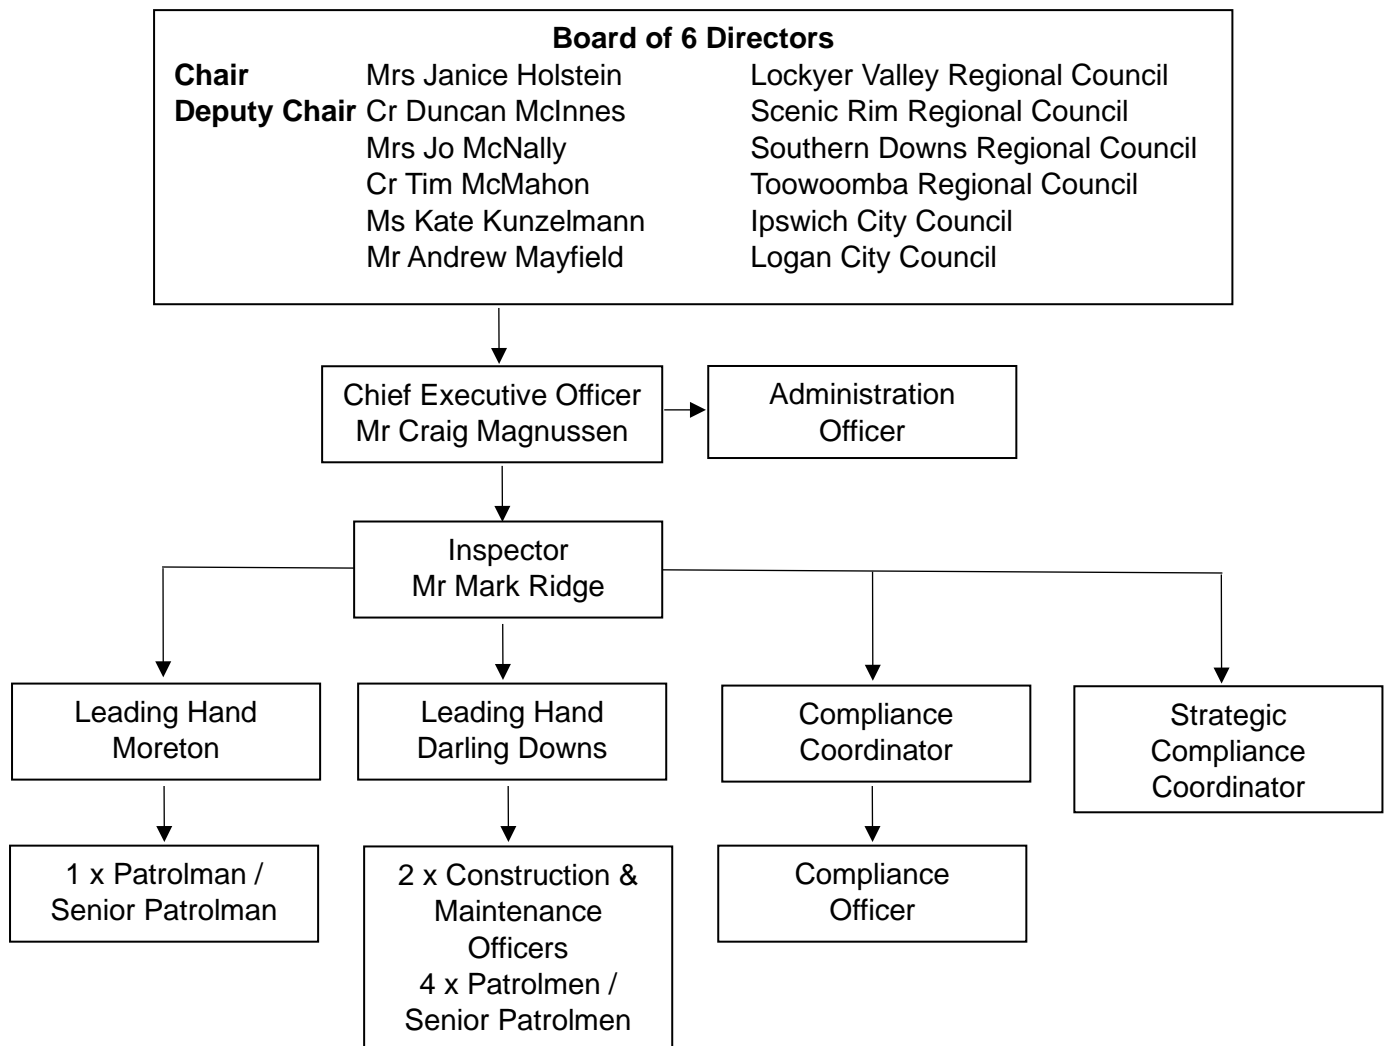 Board of 6 Directors
Chair Mrs Janice Holstein Lockyer Valley Regional Council
Deputy Chair Cr Duncan McInnes Scenic Rim Regional Council
Mrs Jo McNally Southern Downs Regional Council
Cr Tim McMahon Toowoomba Regional Council
Ms Kate Kunzelmann Ipswich City Council
Mr Andrew Mayfield Logan City Council
Chief Executive Officer
Mr Craig Magnussen
Administration
Officer
Inspector
Mr Mark Ridge
Leading Hand
Moreton
Leading Hand
Darling Downs
Compliance
Coordinator
Strategic
Compliance
Coordinator
1 x Patrolman /
Senior Patrolman
2 x Construction &
Maintenance
Officers
4 x Patrolmen /
Senior Patrolmen
Compliance
Officer